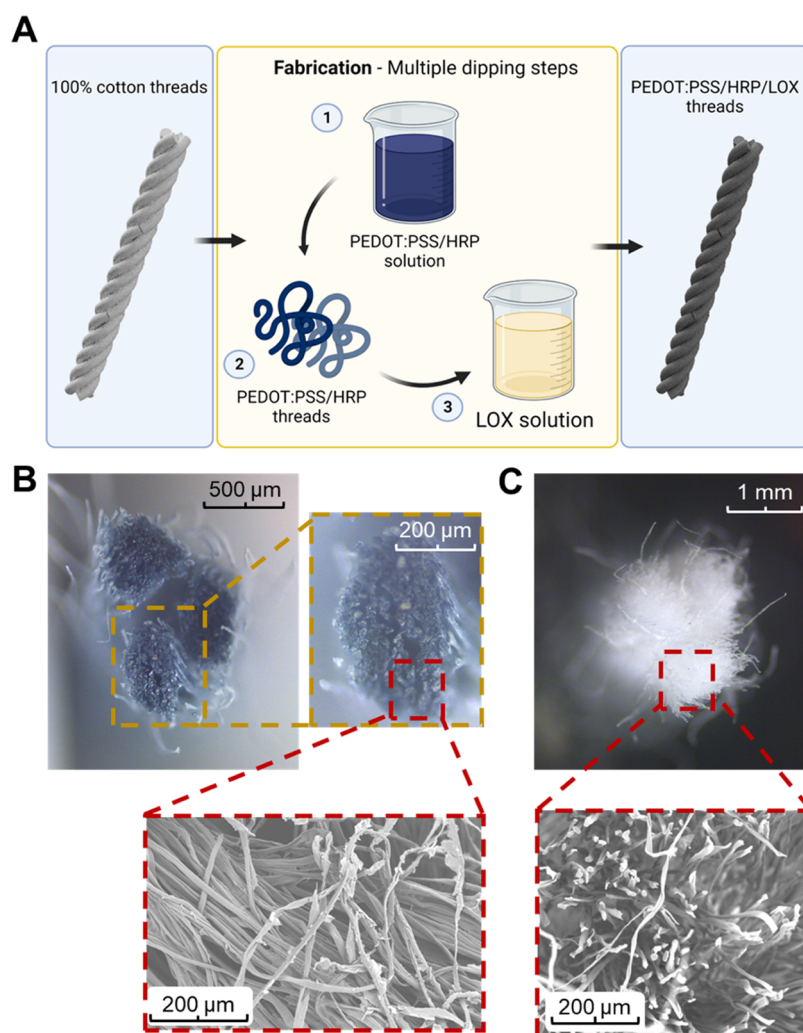 A
100% cotton threads
Fabrication - Multiple dipping steps
1
PEDOT:PSS/HRP
solution
2
PEDOT:PSS/HRP
threads
3
LOX solution
PEDOT:PSS/HRP/LOX
threads
B
500 µm
200 µm
200 µm
C
1 mm
200 µm